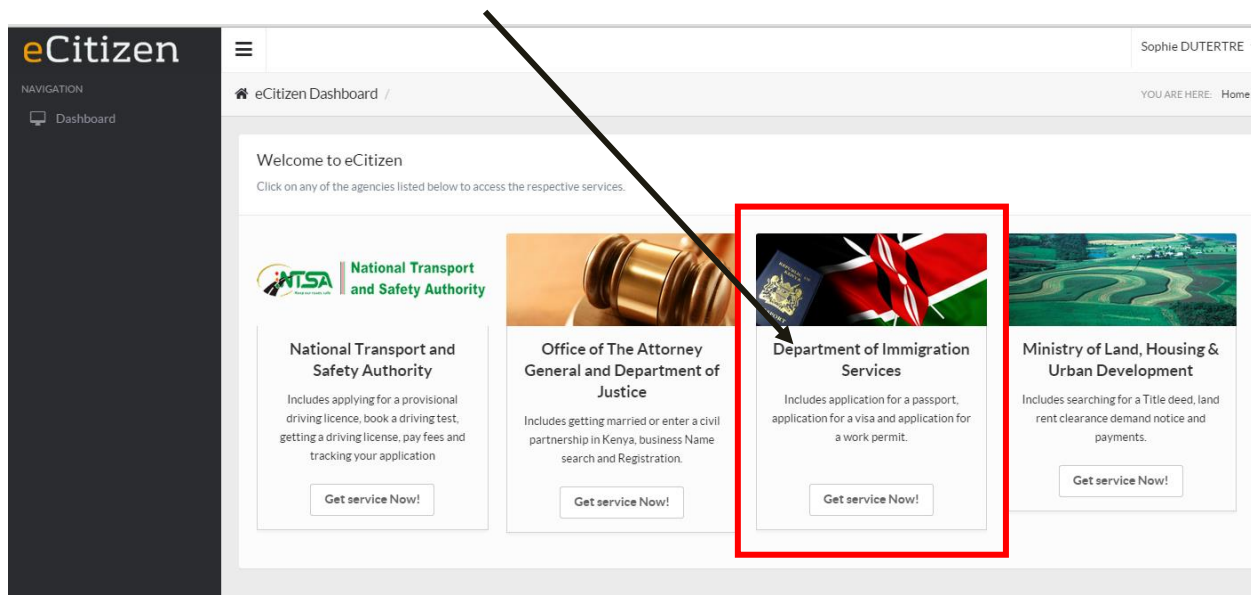 eCitizen
Sophie DUTERTRE
NAVIGATION
eCitizen Dashboard /
YOU ARE HERE: Home
Dashboard
Welcome to eCitizen
Click on any of the agencies listed below to access the respective services.
NTSA
National Transport
and Safety Authority
National Transport and
Safety Authority
Includes applying for a provisional
driving licence, book a driving test,
getting a driving license, pay fees and
tracking your application
Get service Now!
Office of The Attorney
General and Department of
Justice
Includes getting married or enter a civil
partnership in Kenya, business Name
search and Registration.
Get service Now!
REPUBLIC OF
KENYA
Department of Immigration
Services
Includes application for a passport,
application for a visa and application for
a work permit.
Get service Now!
Ministry of Land, Housing &
Urban Development
Includes searching for a Title deed, land
rent clearance demand notice and
payments.
Get service Now!